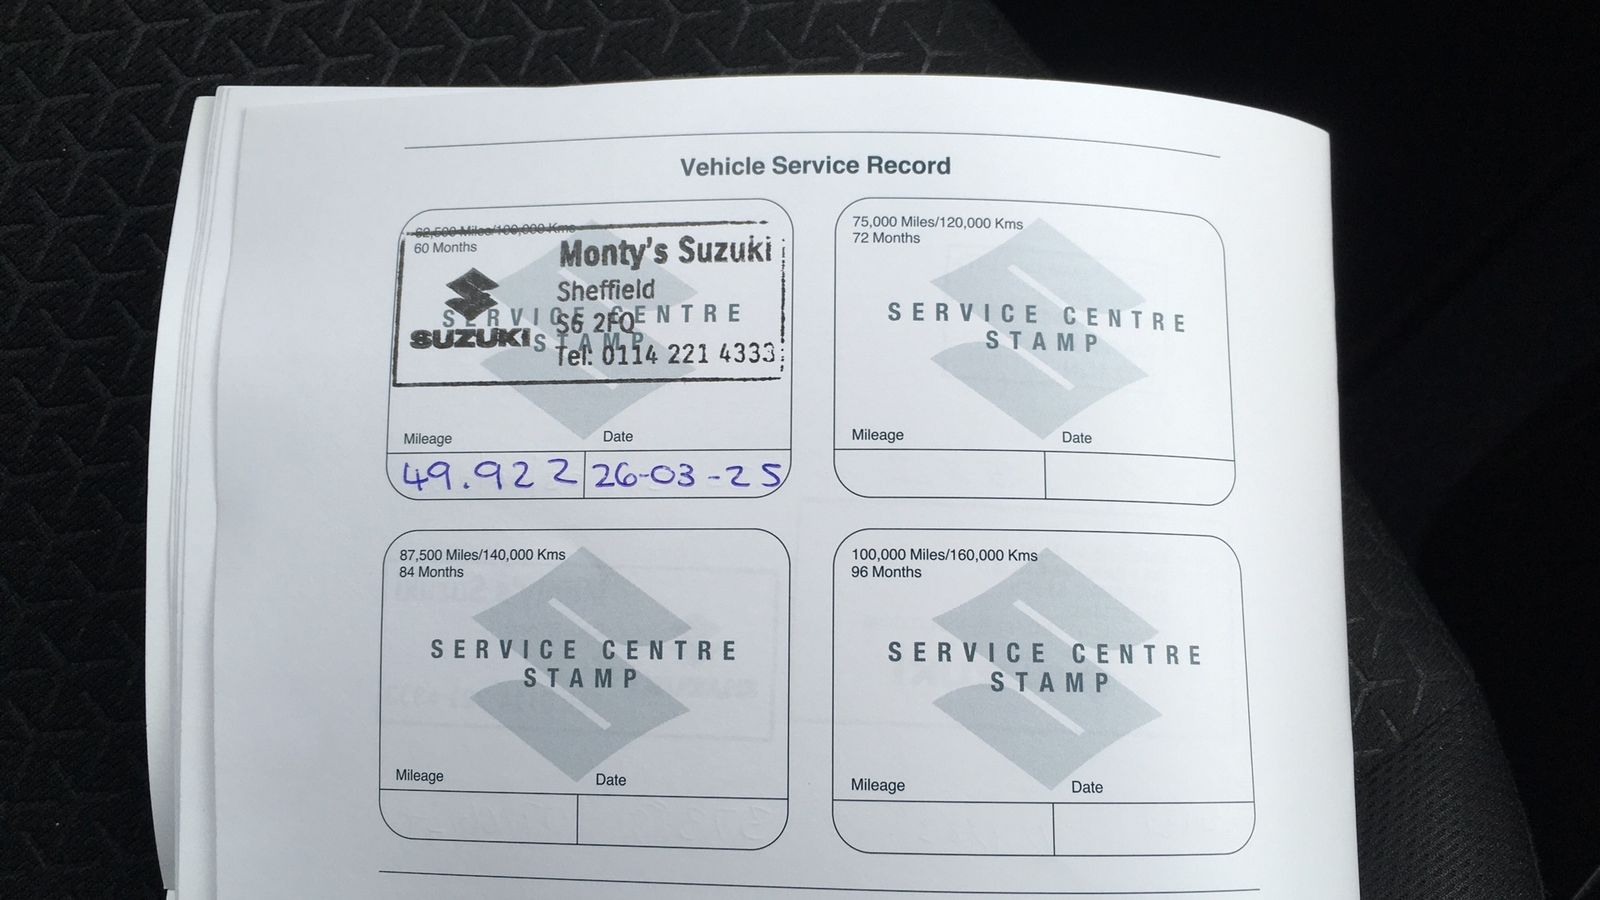 Vehicle Service Record
62,500 Miles/100,000 Kms
60 Months
Monty's Suzuki
Sheffield
S6 2FQ
Tel: 0114 221 4333
SUZUKI
SERVICE CENTRE
STAMP
Mileage Date
49.922 26-03-25
75,000 Miles/120,000 Kms
72 Months
SERVICE CENTRE
STAMP
Mileage Date
87,500 Miles/140,000 Kms
84 Months
SERVICE CENTRE
STAMP
Mileage Date
100,000 Miles/160,000 Kms
96 Months
SERVICE CENTRE
STAMP
Mileage Date